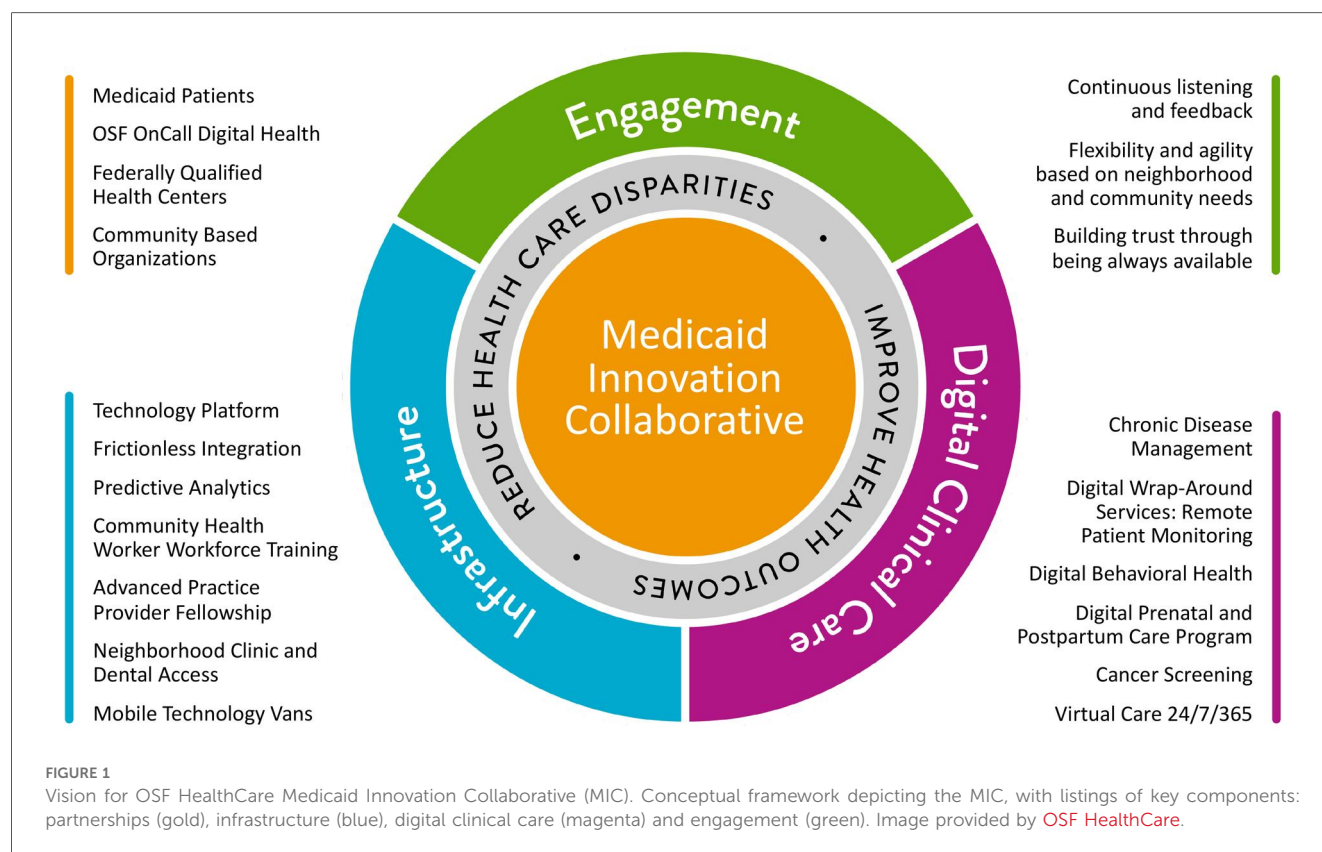 Medicaid Patients
OSF OnCall Digital Health
Federally Qualified
Health Centers
Community Based
Organizations
Technology Platform
Frictionless Integration
Predictive Analytics
Community Health
Worker Workforce Training
Advanced Practice
Provider Fellowship
Neighborhood Clinic and
Dental Access
Mobile Technology Vans
Engagement
Infrastructure
Digital Clinical Care
REDUCE HEALTH CARE DISPARITIES •
IMPROVE HEALTH OUTCOMES •
Medicaid
Innovation
Collaborative
Continuous listening
and feedback
Flexibility and agility
based on neighborhood
and community needs
Building trust through
being always available
Chronic Disease
Management
Digital Wrap-Around
Services: Remote
Patient Monitoring
Digital Behavioral Health
Digital Prenatal and
Postpartum Care Program
Cancer Screening
Virtual Care 24/7/365
FIGURE 1
Vision for OSF HealthCare Medicaid Innovation Collaborative (MIC). Conceptual framework depicting the MIC, with listings of key components:
partnerships (gold), infrastructure (blue), digital clinical care (magenta) and engagement (green). Image provided by OSF HealthCare.